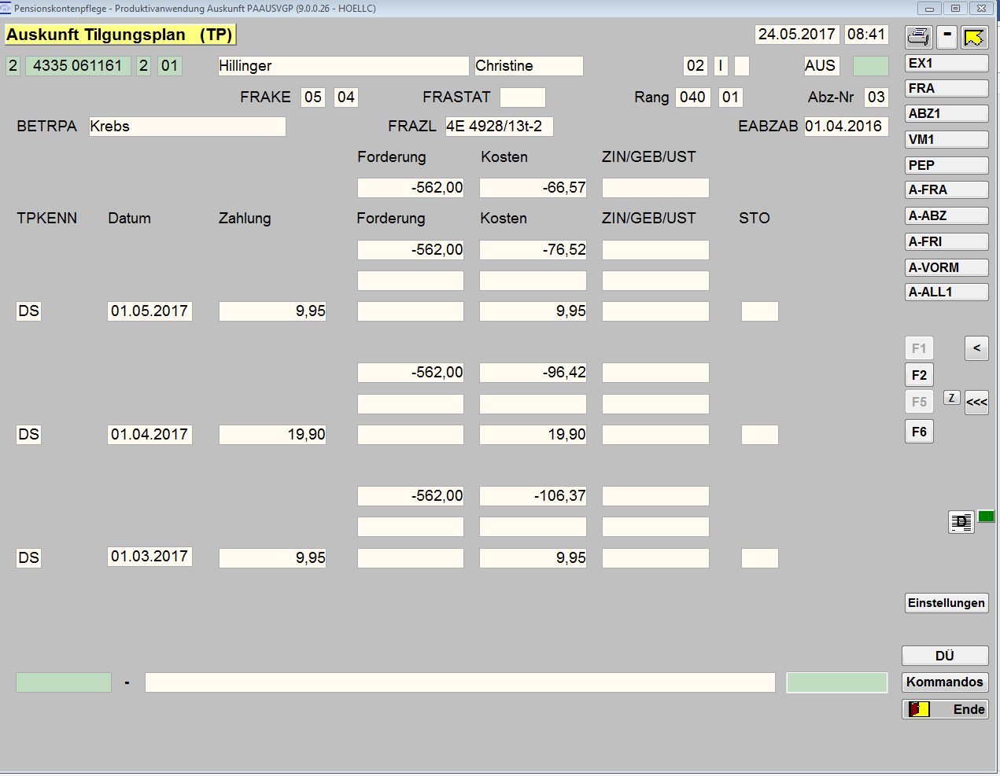 Pensionskontenpflege - Produktivanwendung Auskunft PAAUSVGP (9.0.0.26 - HOELLC)
Auskunft Tilgungsplan (TP) 24.05.2017 08:41 -
2 4335 061161 2 01 Hillinger Christine 02 I AUS EX1
FRAKE 05 04 FRASTAT Rang 040 01 Abz-Nr 03 FRA
ABZ1
BETRPA Krebs FRAZL 4E 4928/13t-2 EABZAB 01.04.2016
VM1
Forderung Kosten ZIN/GEB/UST PEP
-562,00 -66,57 A-FRA
TPKENN Datum Zahlung Forderung Kosten ZIN/GEB/UST STO A-ABZ
-562,00 -76,52 A-FRI
A-VORM
A-ALL1
DS 01.05.2017 9,95 9,95
F1 <
-562,00 -96,42 F2
F5 Z <<<
DS 01.04.2017 19,90 19,90 F6
-562,00 -106,37
D
DS 01.03.2017 9,95 9,95
Einstellungen
DÜ
- Kommandos
Ende